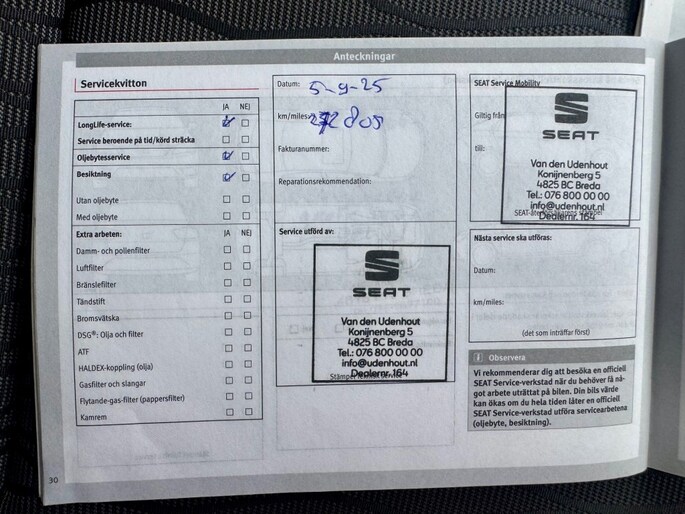 Anteckningar
Servicekvitton
JA NEJ
LongLife-service:
Service beroende på tid/körd sträcka
Oljebytesservice
Besiktning
Utan oljebyte
Med oljebyte
Extra arbeten: JA NEJ
Damm- och pollenfilter
Luftfilter
Bränslefilter
Tändstift
Bromsvätska
DSG®: Olja och filter
ATF
HALDEX-koppling (olja)
Gasfilter och slangar
Flytande-gas-filter (pappersfilter)
Kamrem
30
Datum: 5-9-25
km/miles:
Fakturanummer:
Reparationsrekommendation:
Service utförd av:
SEAT
Van den Udenhout
Konijnenberg 5
4825 BC Breda
Tel.: 076 800 00 00
info@udenhout.nl
Dealernr. 164
SEAT Service Mobility
Giltig från
till:
SEAT
Van den Udenhout
Konijnenberg 5
4825 BC Breda
Tel.: 076 800 00 00
info@udenhout.nl
Dealernr. 164
Nästa service ska utföras:
Datum:
km/miles:
(det som inträffar först)
i Observera
Vi rekommenderar dig att besöka en officiell
SEAT Service-verkstad när du behöver få nå-
got arbete uträttat på bilen. Din bils värde
kan ökas om du hela tiden låter en officiell
SEAT Service-verkstad utföra servicearbetena
(oljebyte, besiktning).